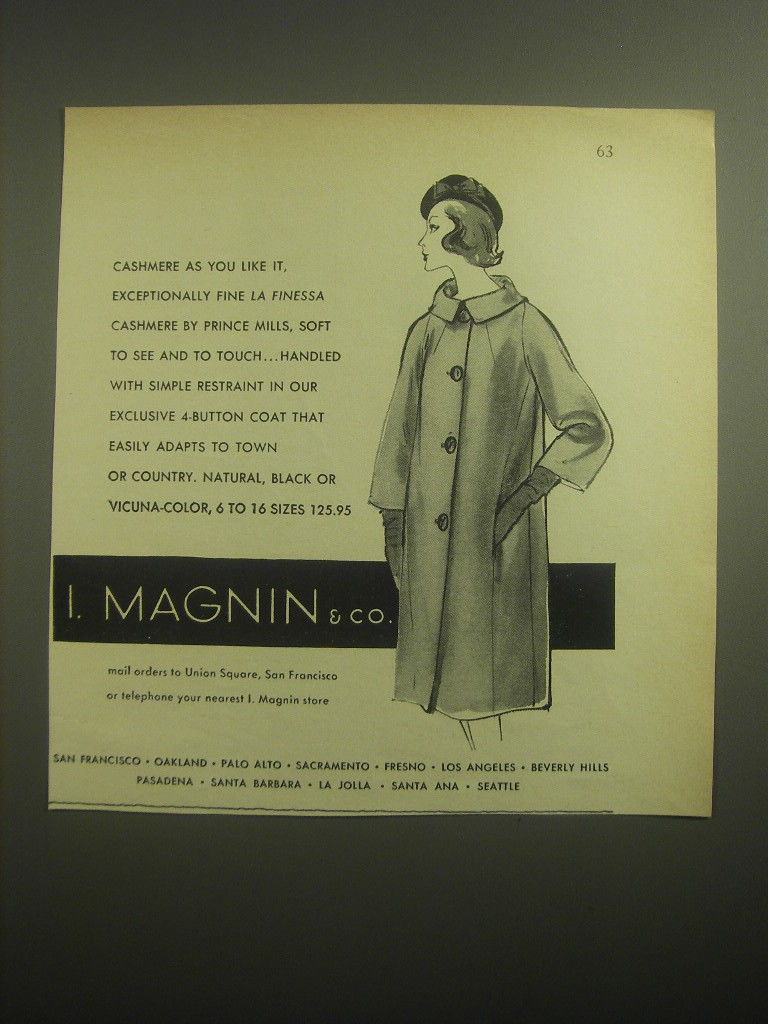 63
CASHMERE AS YOU LIKE IT,
EXCEPTIONALLY FINE LA FINESSA
CASHMERE BY PRINCE MILLS, SOFT
TO SEE AND TO TOUCH...HANDLED
WITH SIMPLE RESTRAINT IN OUR
EXCLUSIVE 4-BUTTON COAT THAT
EASILY ADAPTS TO TOWN
OR COUNTRY. NATURAL, BLACK OR
VICUNA-COLOR, 6 TO 16 SIZES 125.95
I. MAGNIN & CO.
mail orders to Union Square, San Francisco
or telephone your nearest I. Magnin store
SAN FRANCISCO • OAKLAND • PALO ALTO • SACRAMENTO • FRESNO • LOS ANGELES • BEVERLY HILLS
PASADENA • SANTA BARBARA • LA JOLLA • SANTA ANA • SEATTLE